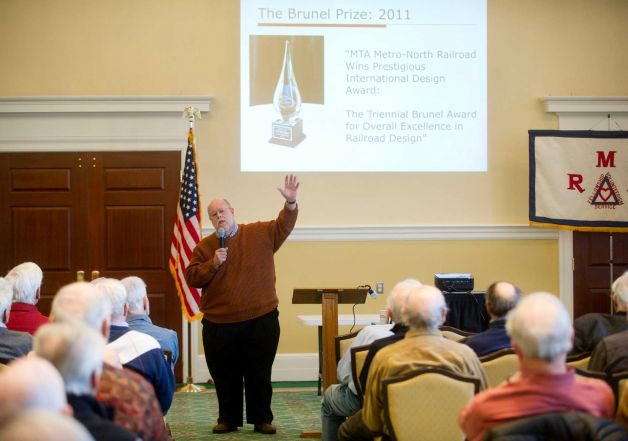 The Brunel Prize: 2011
“MTA Metro-North Railroad
Wins Prestigious
International Design
Award:
The Triennial Brunel Award
for Overall Excellence in
Railroad Design”
M
R
SERVICE